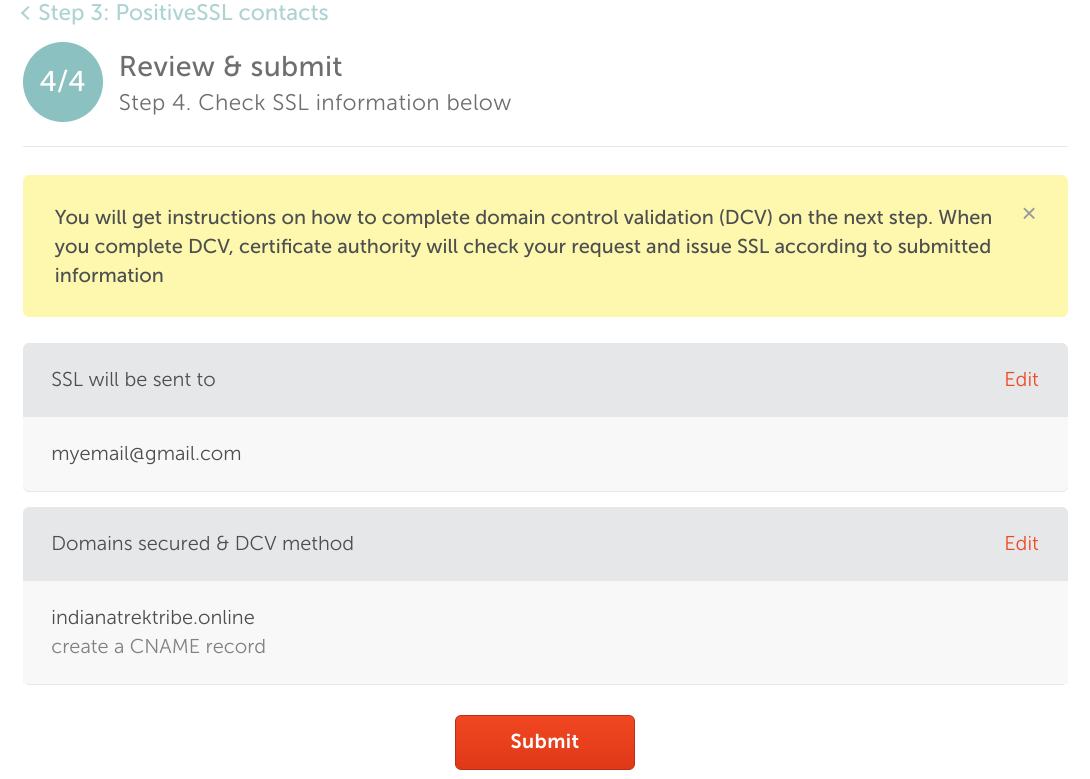 < Step 3: PositiveSSL contacts
4/4
Review & submit
Step 4. Check SSL information below
You will get instructions on how to complete domain control validation (DCV) on the next step. When
you complete DCV, certificate authority will check your request and issue SSL according to submitted
information
×
SSL will be sent to
Edit
myemail@gmail.com
Domains secured & DCV method
Edit
indianatrektribe.online
create a CNAME record
Submit